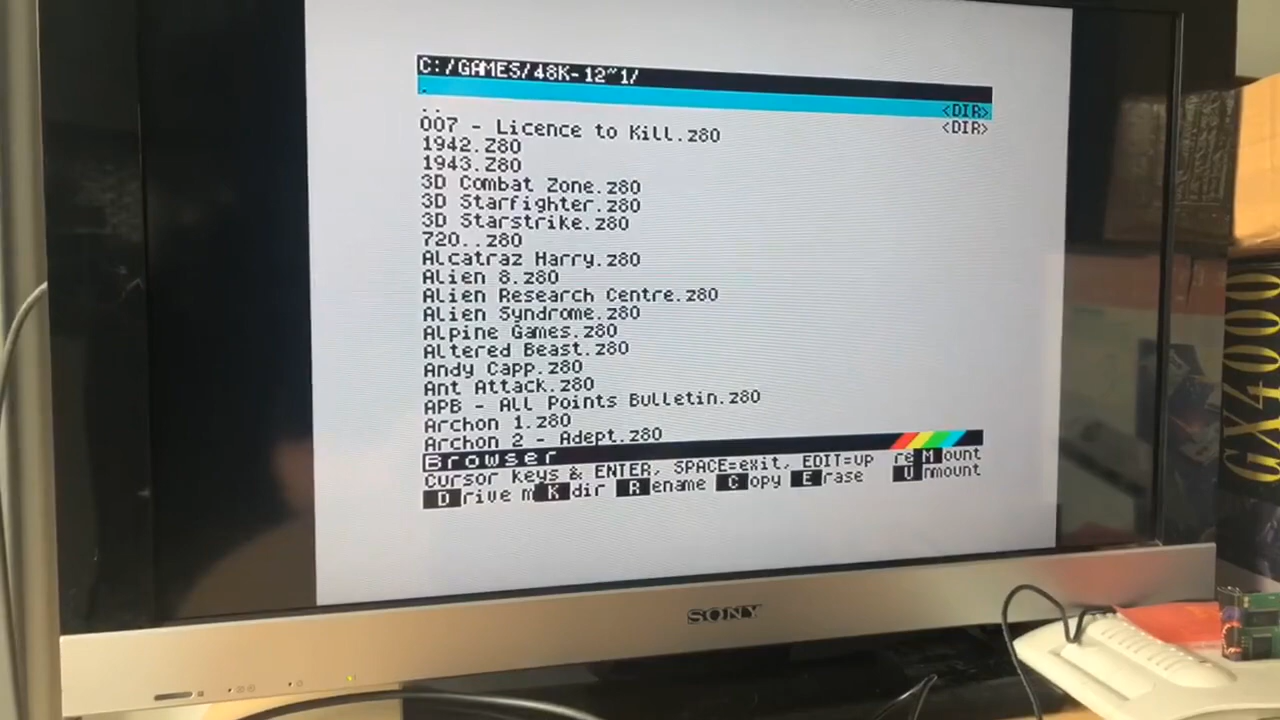 C:/GAMES/48K-12~1/
. <DIR>
.. <DIR>
007 - Licence to Kill.z80
1942.Z80
1943.Z80
3D Combat Zone.z80
3D Starfighter.z80
3D Starstrike.z80
720..z80
Alcatraz Harry.z80
Alien 8.z80
Alien Research Centre.z80
Alien Syndrome.z80
Alpine Games.z80
Altered Beast.z80
Andy Capp.z80
Ant Attack.z80
APB - All Points Bulletin.z80
Archon 1.z80
Archon 2 - Adept.z80
Browser
Cursor keys & ENTER, SPACE=exit, EDIT=up reMount
Drive mKdir Rename Copy Erase Unmount
SONY
GX4000